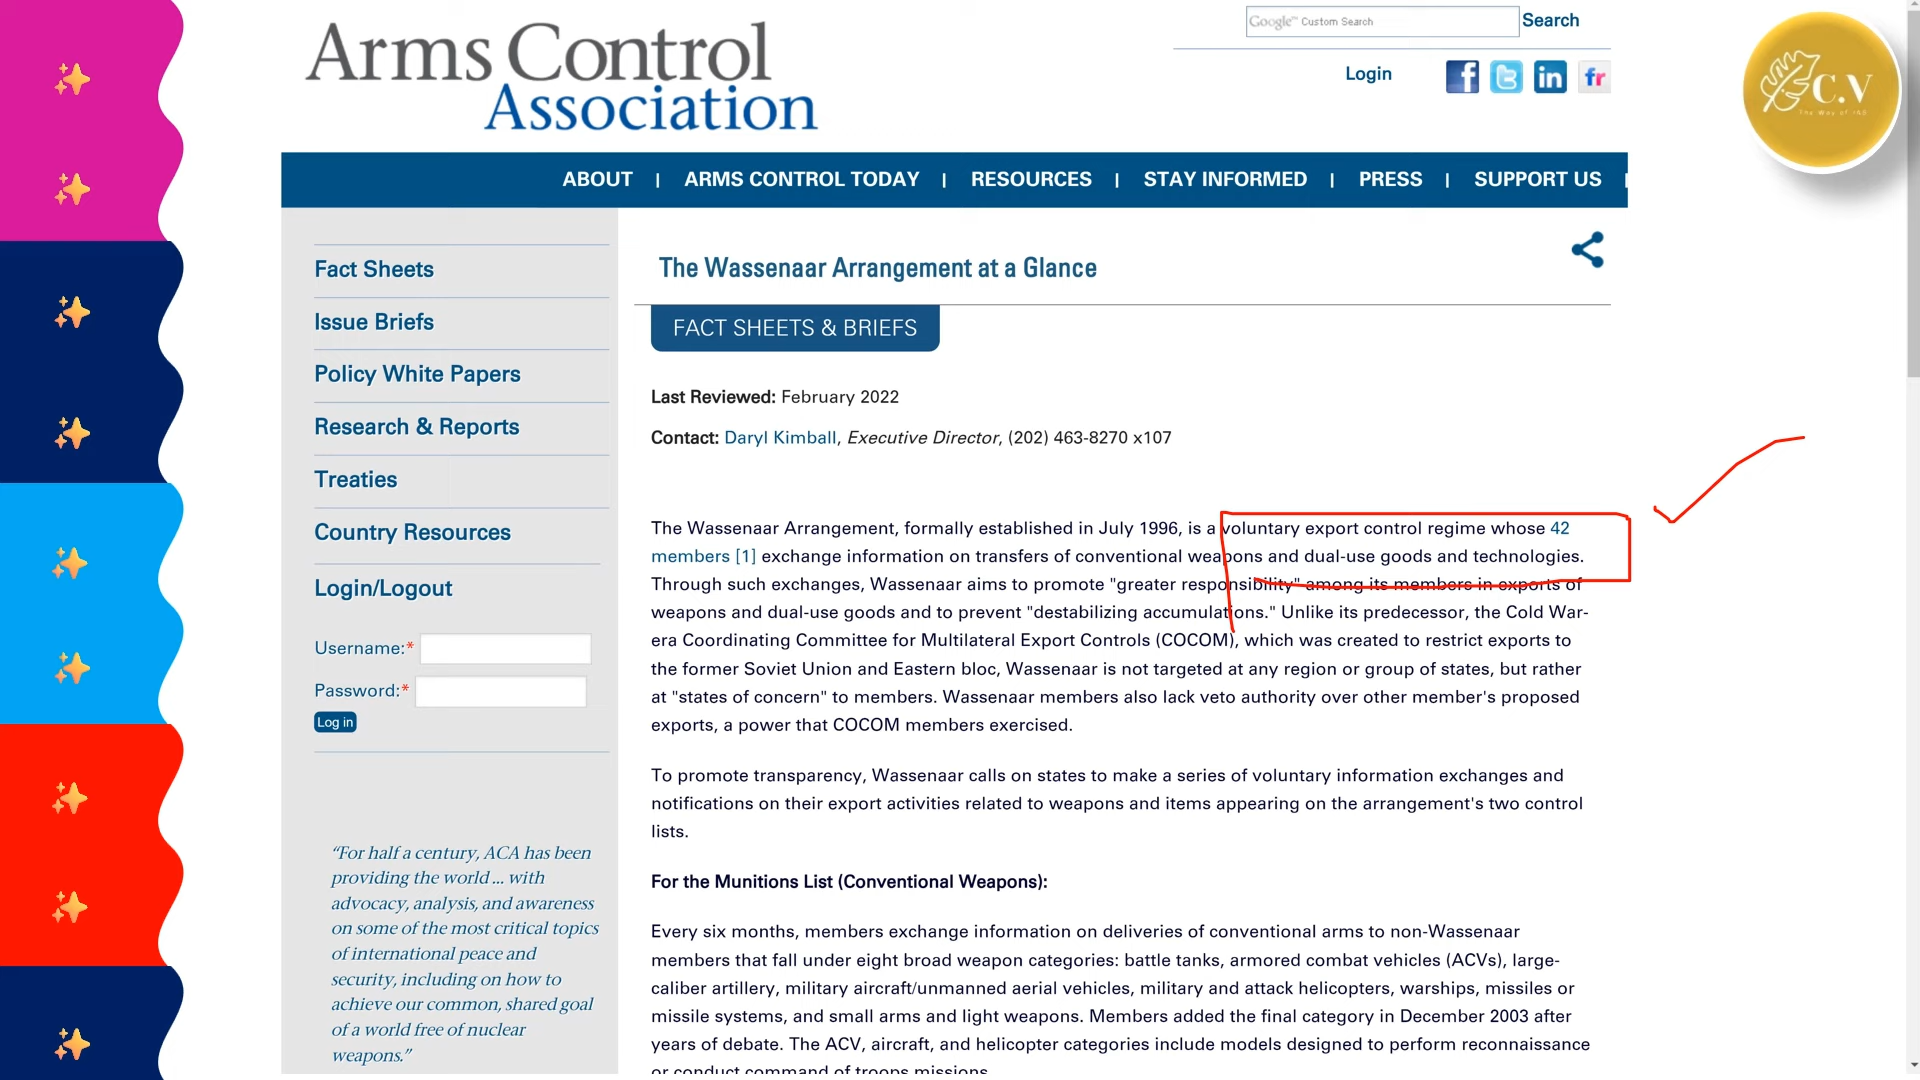 Arms Control
Association
Google™ Custom Search
Search
Login
C.V
The Way of IAS
ABOUT | ARMS CONTROL TODAY | RESOURCES | STAY INFORMED | PRESS | SUPPORT US |
Fact Sheets
Issue Briefs
Policy White Papers
Research & Reports
Treaties
Country Resources
Login/Logout
Username:*
Password:*
Log in
“For half a century, ACA has been
providing the world ... with
advocacy, analysis, and awareness
on some of the most critical topics
of international peace and
security, including on how to
achieve our common, shared goal
of a world free of nuclear
weapons.”
The Wassenaar Arrangement at a Glance
FACT SHEETS & BRIEFS
Last Reviewed: February 2022
Contact: Daryl Kimball, Executive Director, (202) 463-8270 x107
The Wassenaar Arrangement, formally established in July 1996, is a voluntary export control regime whose 42
members [1] exchange information on transfers of conventional weapons and dual-use goods and technologies.
Through such exchanges, Wassenaar aims to promote "greater responsibility" among its members in exports of
weapons and dual-use goods and to prevent "destabilizing accumulations." Unlike its predecessor, the Cold War-
era Coordinating Committee for Multilateral Export Controls (COCOM), which was created to restrict exports to
the former Soviet Union and Eastern bloc, Wassenaar is not targeted at any region or group of states, but rather
at "states of concern" to members. Wassenaar members also lack veto authority over other member's proposed
exports, a power that COCOM members exercised.
To promote transparency, Wassenaar calls on states to make a series of voluntary information exchanges and
notifications on their export activities related to weapons and items appearing on the arrangement's two control
lists.
For the Munitions List (Conventional Weapons):
Every six months, members exchange information on deliveries of conventional arms to non-Wassenaar
members that fall under eight broad weapon categories: battle tanks, armored combat vehicles (ACVs), large-
caliber artillery, military aircraft/unmanned aerial vehicles, military and attack helicopters, warships, missiles or
missile systems, and small arms and light weapons. Members added the final category in December 2003 after
years of debate. The ACV, aircraft, and helicopter categories include models designed to perform reconnaissance
or conduct command of troops missions.